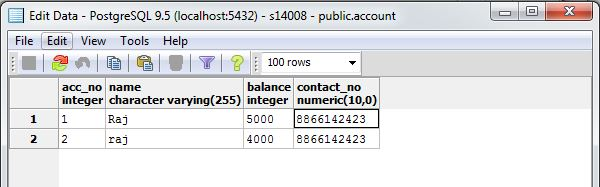 Edit Data - PostgreSQL 9.5 (localhost:5432) - s14008 - public.account
File Edit View Tools Help
100 rows
acc_no name balance contact_no
integer character varying(255) integer numeric(10,0)
1 1 Raj 5000 8866142423
2 2 raj 4000 8866142423